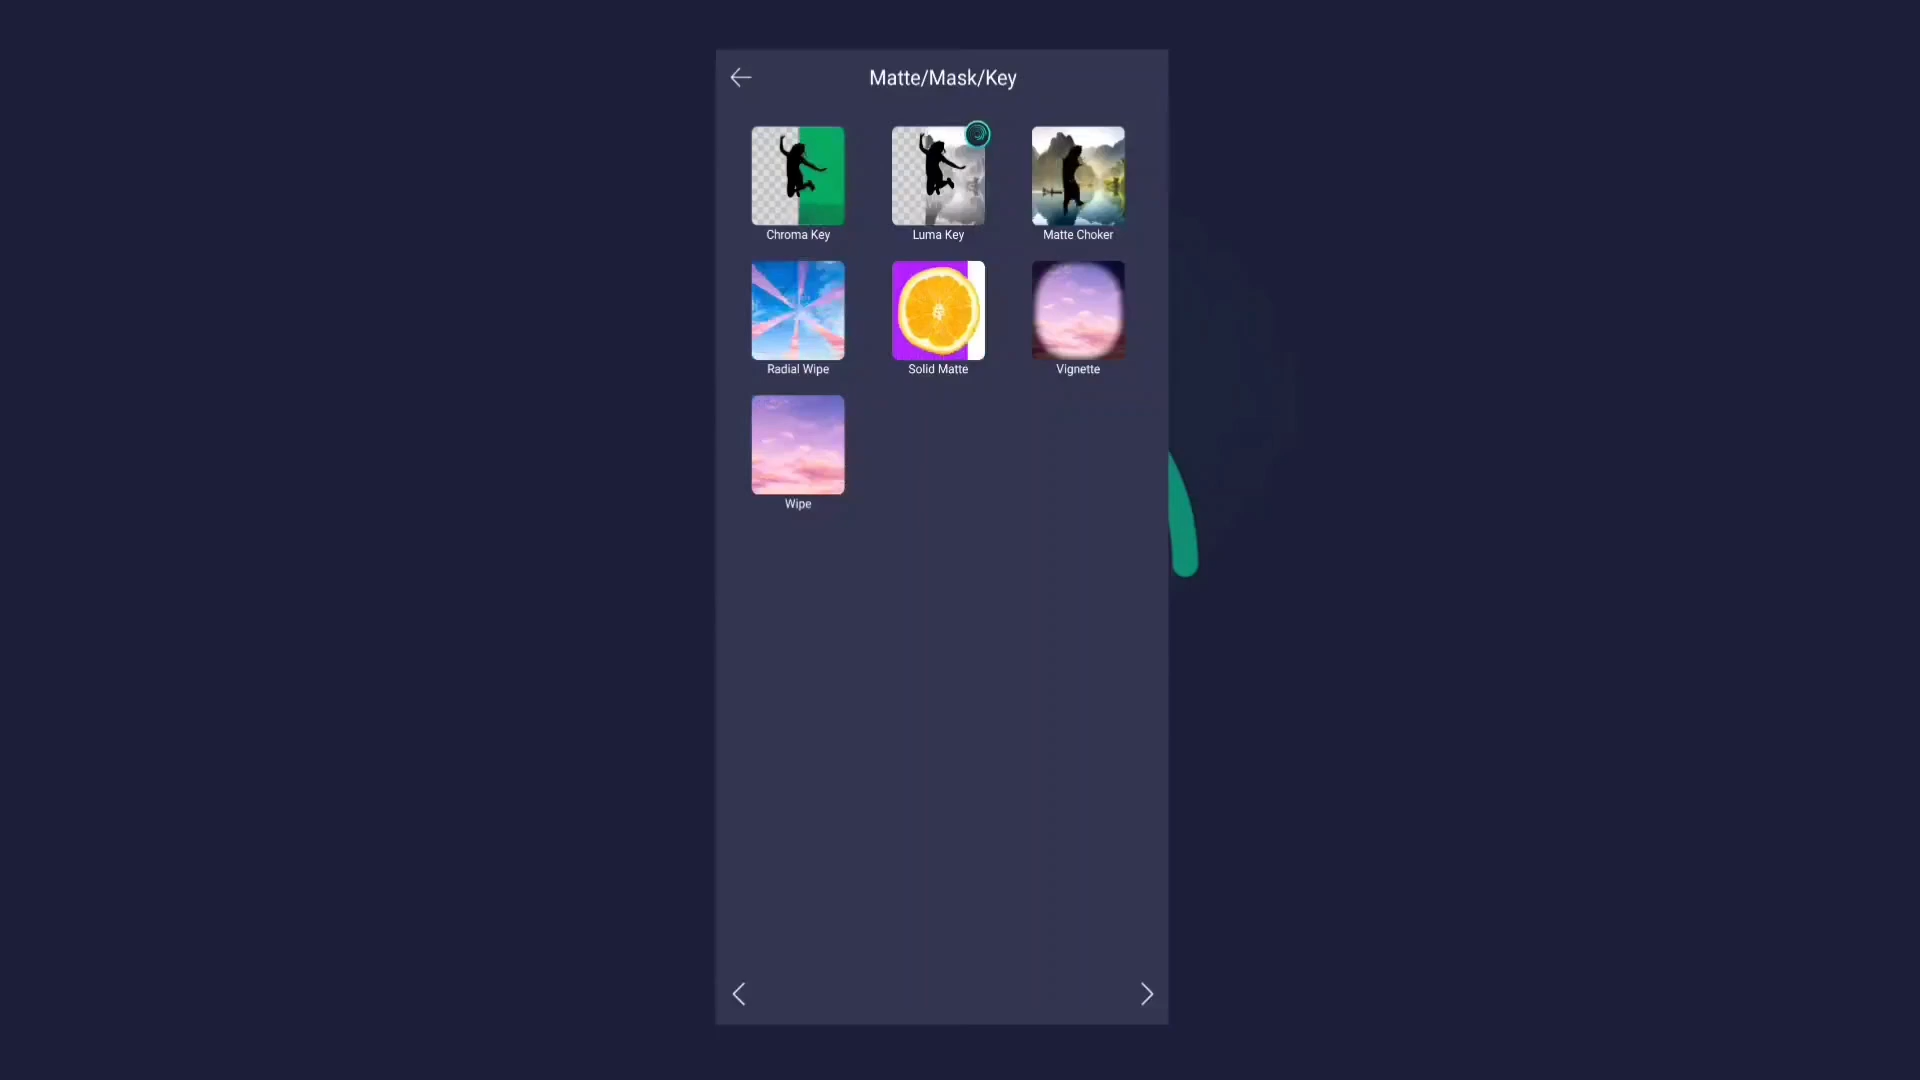 Matte/Mask/Key
Chroma Key
Luma Key
Matte Choker
Radial Wipe
Solid Matte
Vignette
Wipe